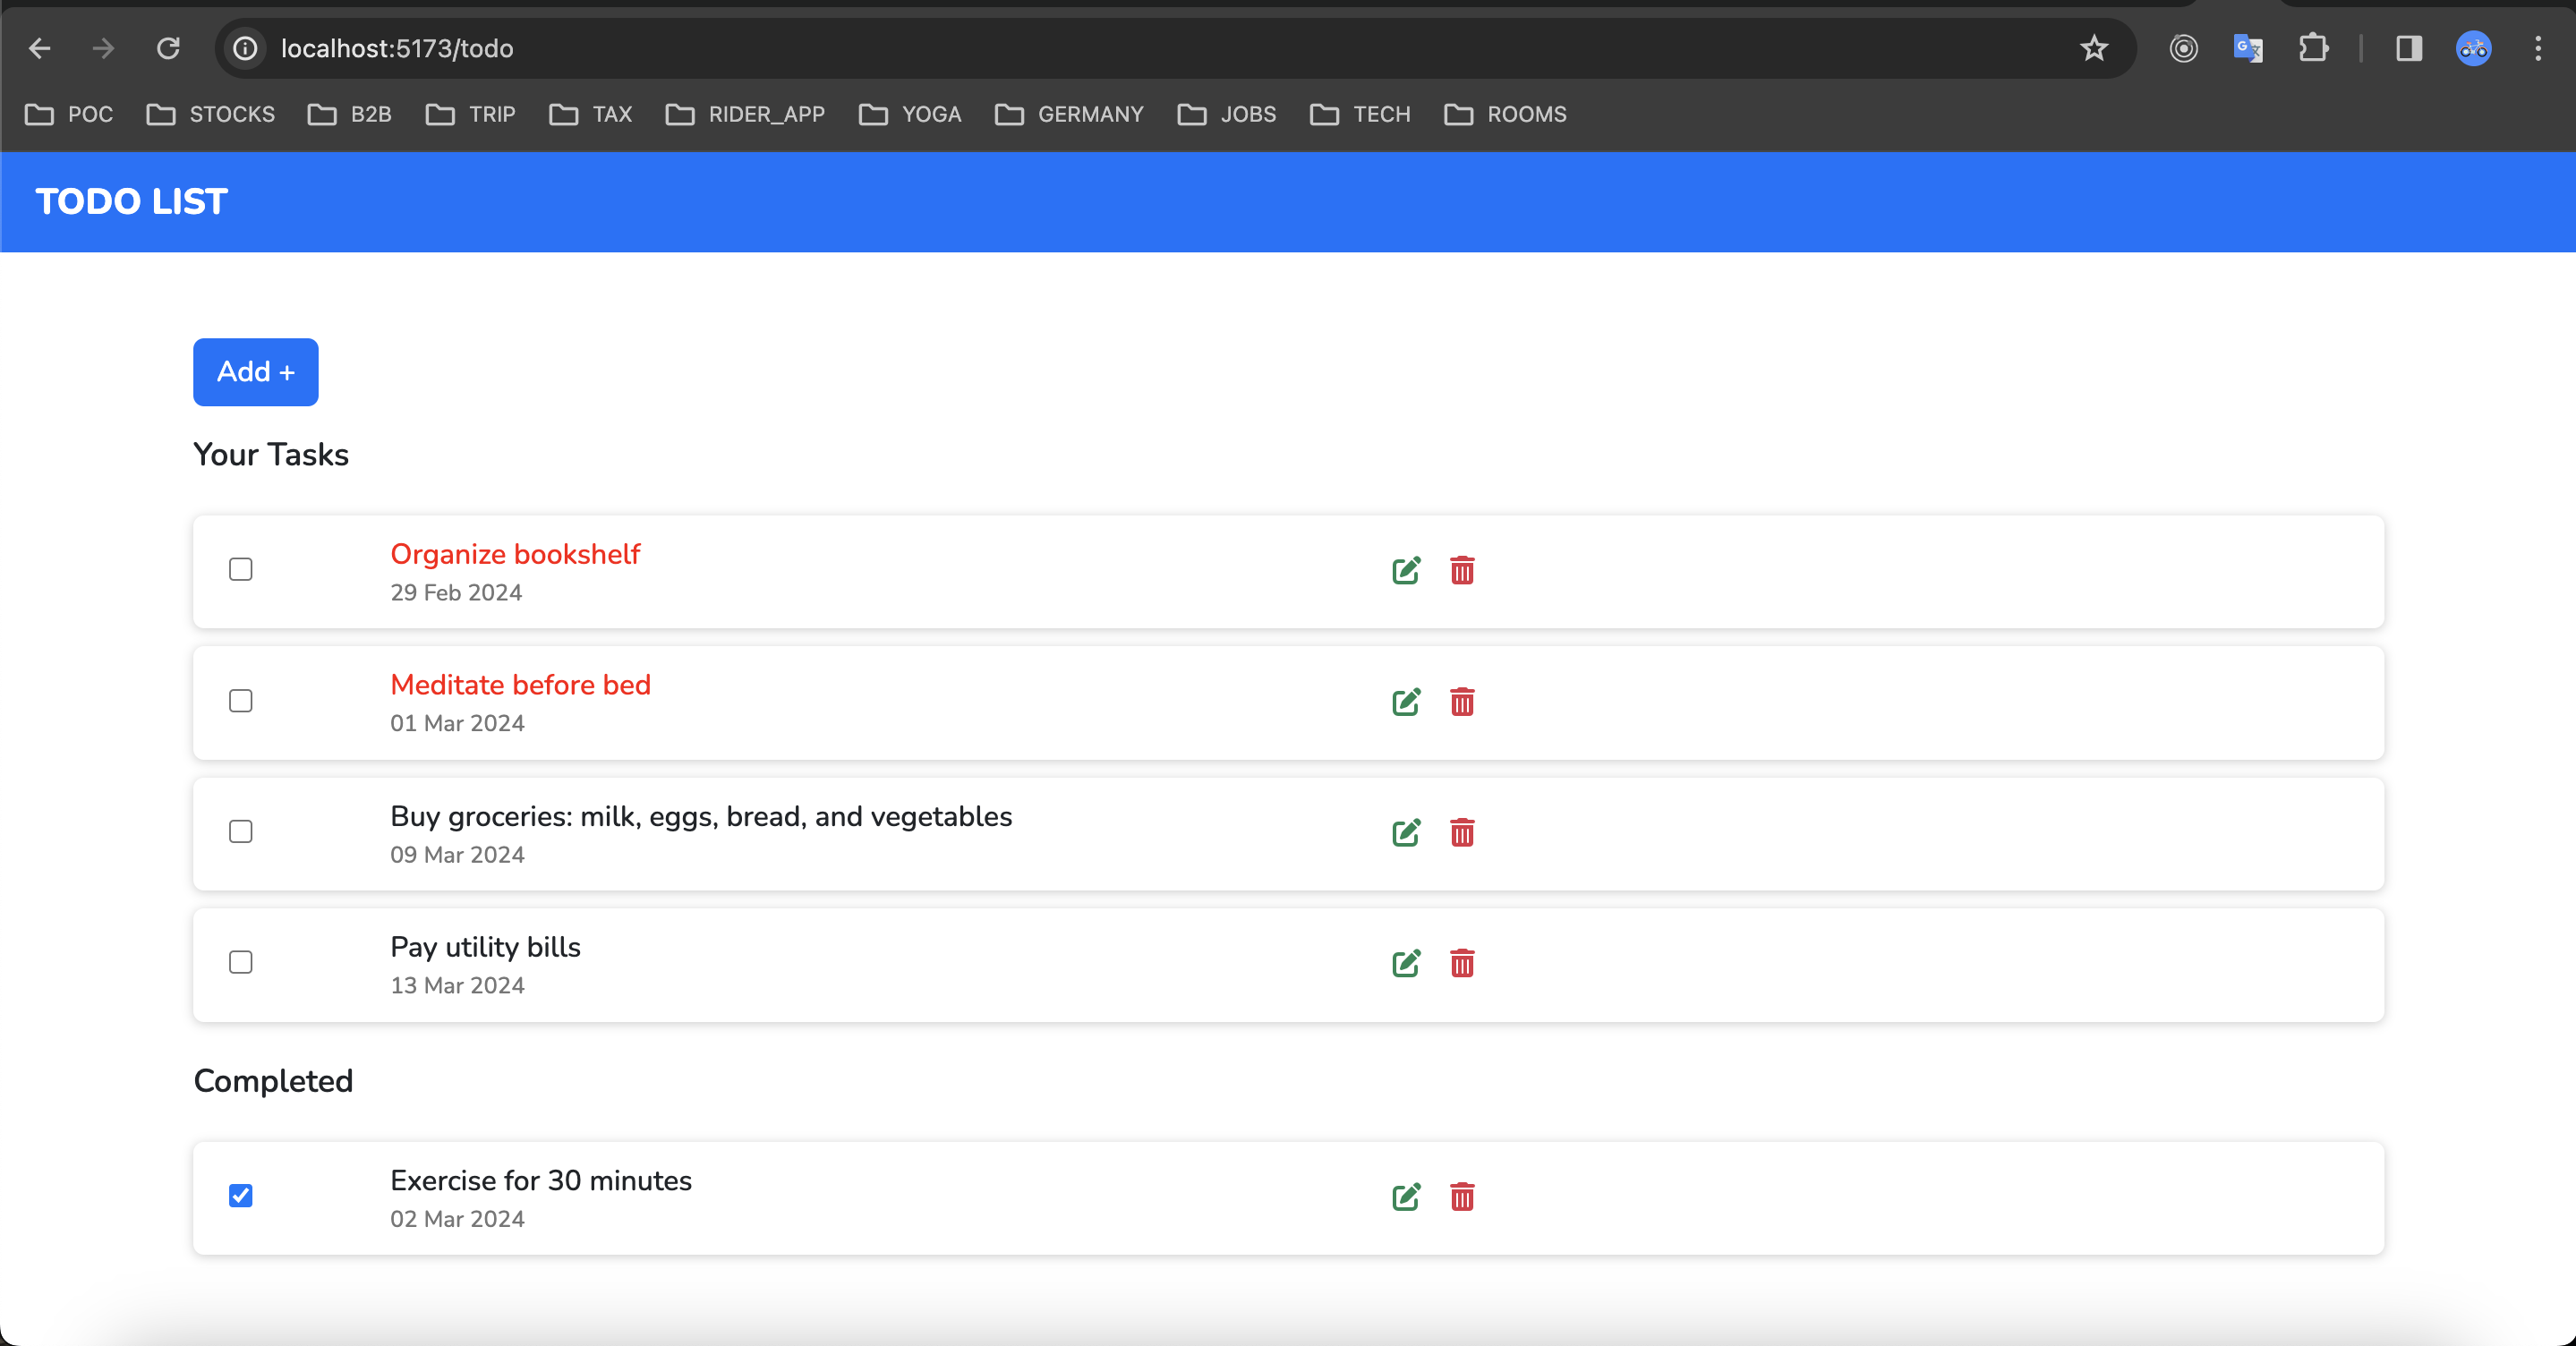 localhost:5173/todo
POC STOCKS B2B TRIP TAX RIDER_APP YOGA GERMANY JOBS TECH ROOMS
TODO LIST
Add +
Your Tasks
Organize bookshelf
29 Feb 2024
Meditate before bed
01 Mar 2024
Buy groceries: milk, eggs, bread, and vegetables
09 Mar 2024
Pay utility bills
13 Mar 2024
Completed
Exercise for 30 minutes
02 Mar 2024